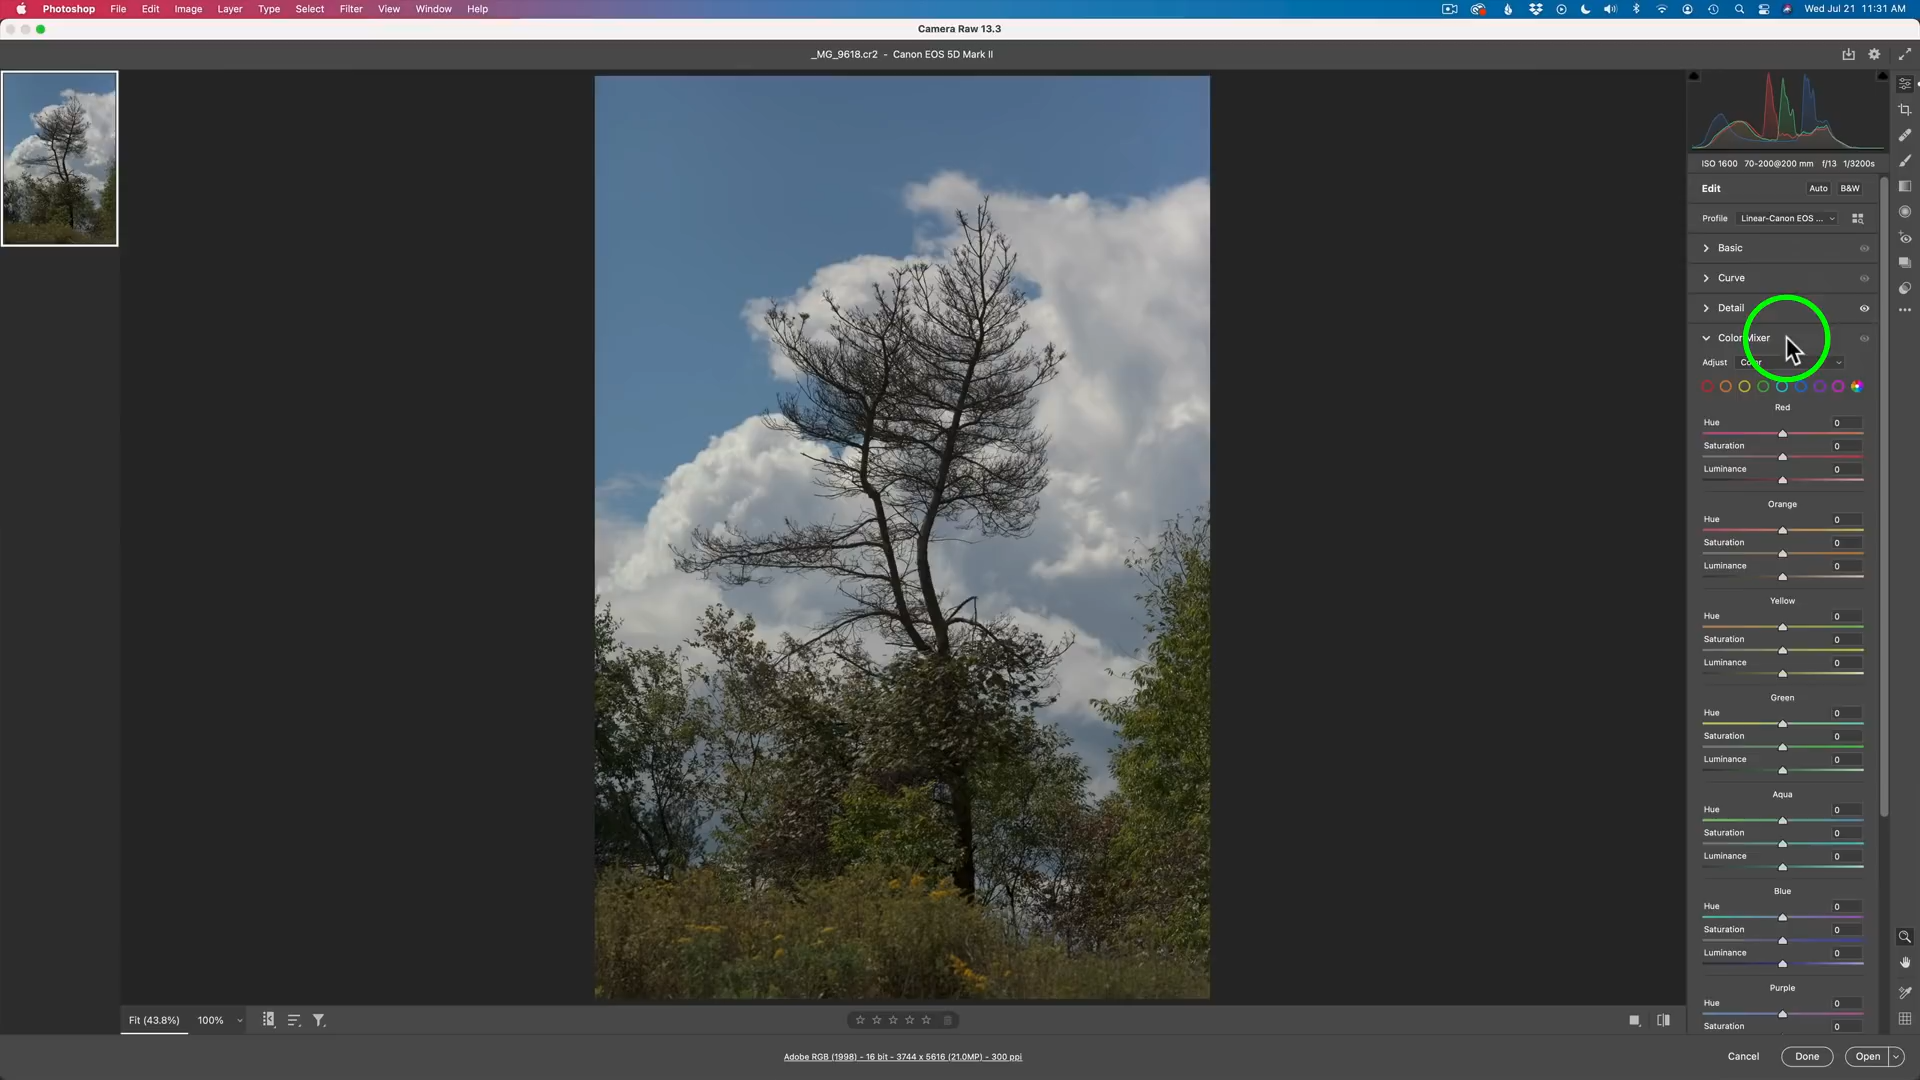 Photoshop File Edit Image Layer Type Select Filter View Window Help Wed Jul 21 11:31 AM
Camera Raw 13.3
_MG_9618.cr2 - Canon EOS 5D Mark II
ISO 1600 70-200@200 mm f/13 1/3200s
Edit Auto B&W
Profile Linear-Canon EOS ...
Basic
Curve
Detail
Color Mixer
Adjust Color
Red
Hue 0
Saturation 0
Luminance 0
Orange
Hue 0
Saturation 0
Luminance 0
Yellow
Hue 0
Saturation 0
Luminance 0
Green
Hue 0
Saturation 0
Luminance 0
Aqua
Hue 0
Saturation 0
Luminance 0
Blue
Hue 0
Saturation 0
Luminance 0
Purple
Hue 0
Saturation 0
Fit (43.8%) 100%
Adobe RGB (1998) - 16 bit - 3744 x 5616 (21.0MP) - 300 ppi
Cancel Done Open